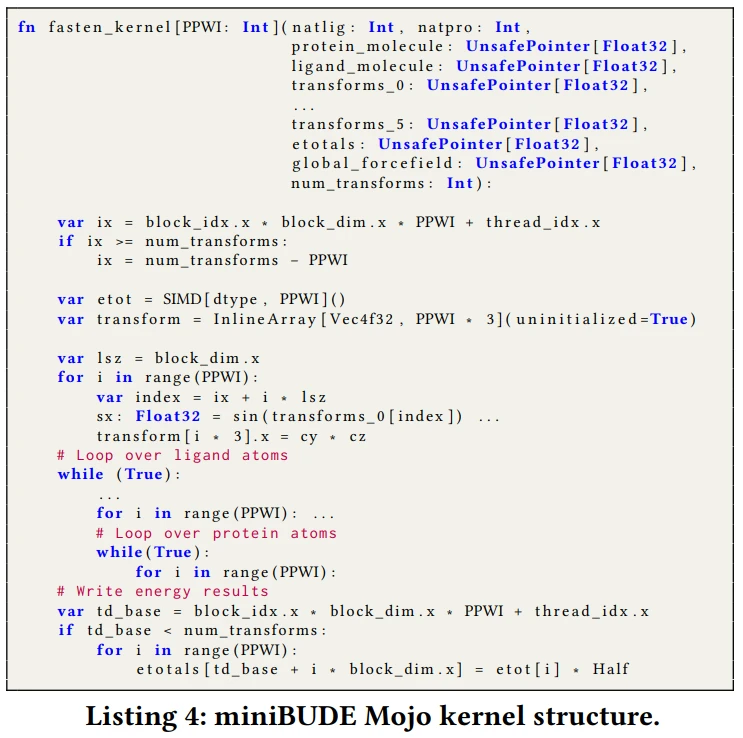 fn fasten_kernel[PPWI: Int](natlig: Int, natpro: Int,
protein_molecule: UnsafePointer[Float32],
ligand_molecule: UnsafePointer[Float32],
transforms_0: UnsafePointer[Float32],
...
transforms_5: UnsafePointer[Float32],
etotals: UnsafePointer[Float32],
global_forcefield: UnsafePointer[Float32],
num_transforms: Int):
var ix = block_idx.x * block_dim.x * PPWI + thread_idx.x
if ix >= num_transforms:
ix = num_transforms - PPWI
var etot = SIMD[dtype, PPWI]()
var transform = InlineArray[Vec4f32, PPWI * 3](uninitialized=True)
var lsz = block_dim.x
for i in range(PPWI):
var index = ix + i * lsz
sx: Float32 = sin(transforms_0[index]) ...
transform[i * 3].x = cy * cz
# Loop over ligand atoms
while (True):
...
for i in range(PPWI): ...
# Loop over protein atoms
while(True):
for i in range(PPWI):
# Write energy results
var td_base = block_idx.x * block_dim.x * PPWI + thread_idx.x
if td_base < num_transforms:
for i in range(PPWI):
etotals[td_base + i * block_dim.x] = etot[i] * Half
Listing 4: miniBUDE Mojo kernel structure.